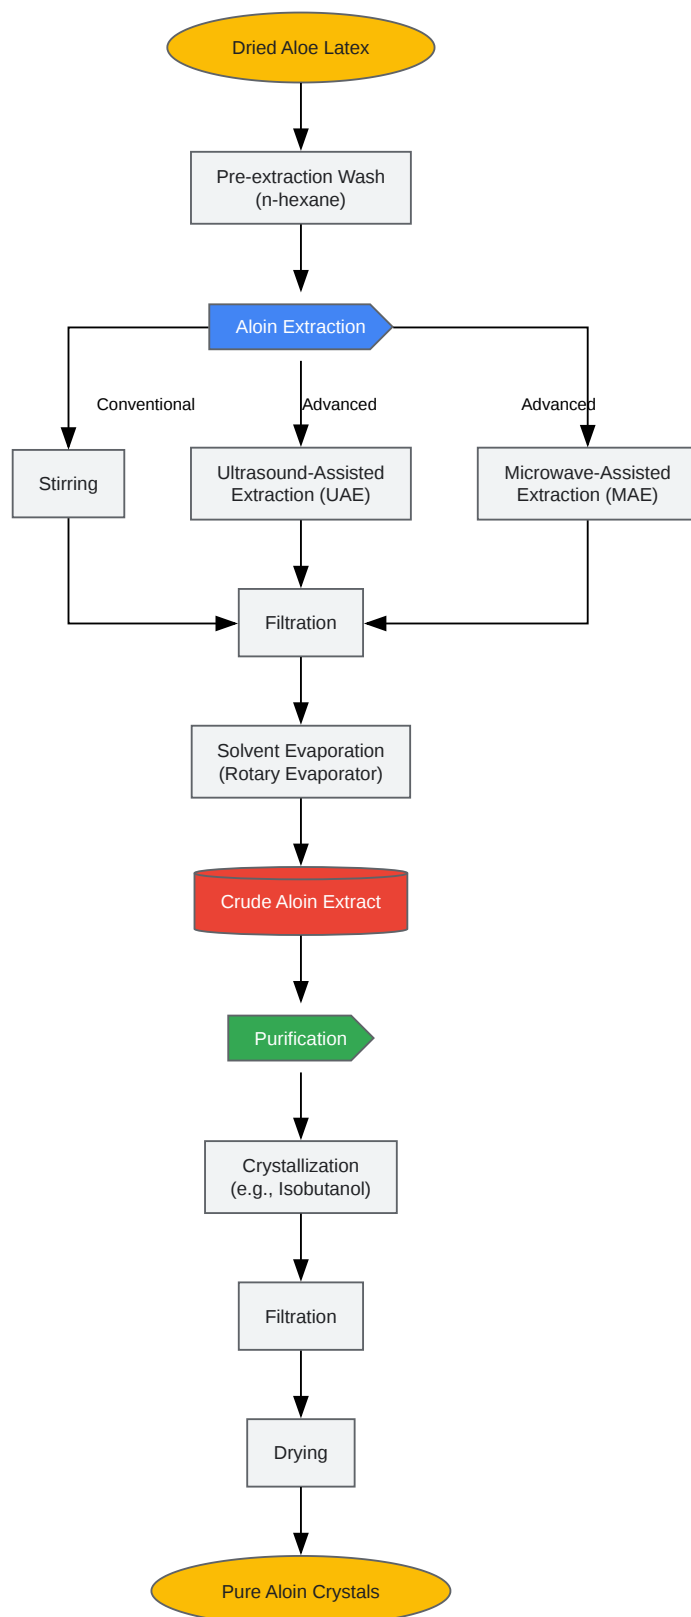 Dried Aloe Latex
Pre-extraction Wash
(n-hexane)
Aloin Extraction
Conventional
Advanced
Advanced
Stirring
Ultrasound-Assisted
Extraction (UAE)
Microwave-Assisted
Extraction (MAE)
Filtration
Solvent Evaporation
(Rotary Evaporator)
Crude Aloin Extract
Purification
Crystallization
(e.g., Isobutanol)
Filtration
Drying
Pure Aloin Crystals